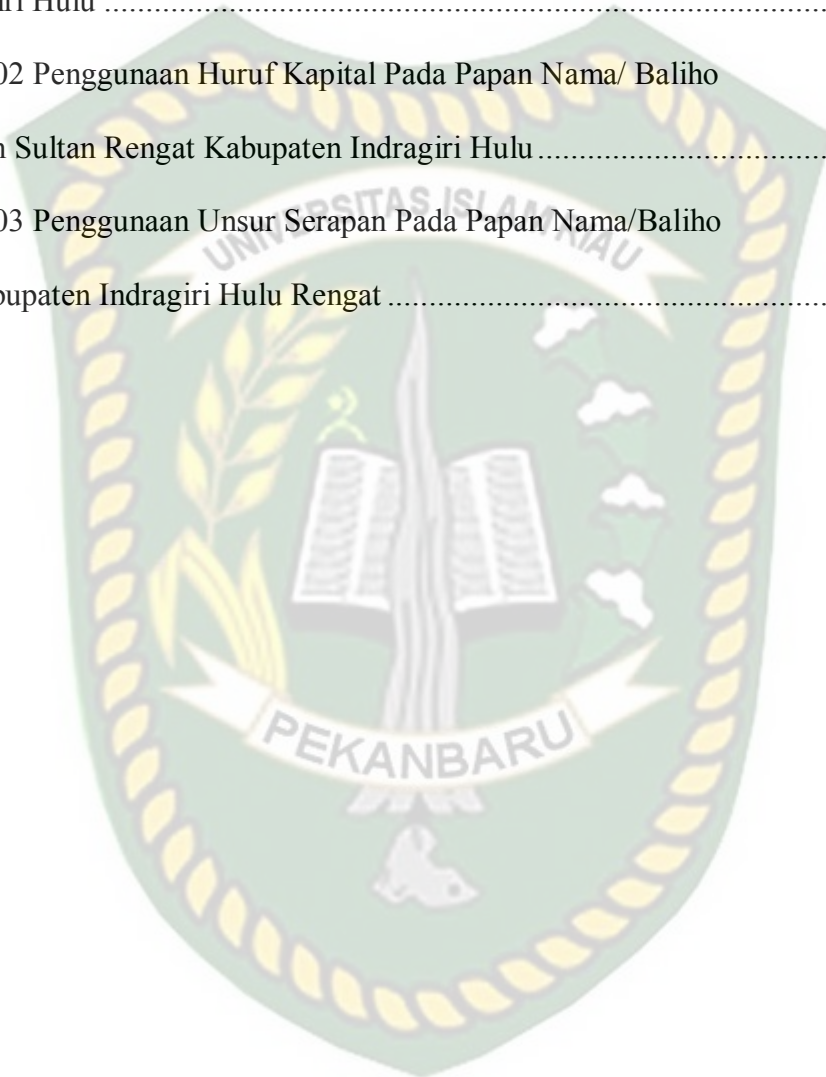 iri Hulu ........................................................................................
02 Penggunaan Huruf Kapital Pada Papan Nama/ Baliho
n Sultan Rengat Kabupaten Indragiri Hulu ...................................
03 Penggunaan Unsur Serapan Pada Papan Nama/Baliho
bupaten Indragiri Hulu Rengat .....................................................
UNIVERSITAS ISLAM RIAU
PEKANBARU